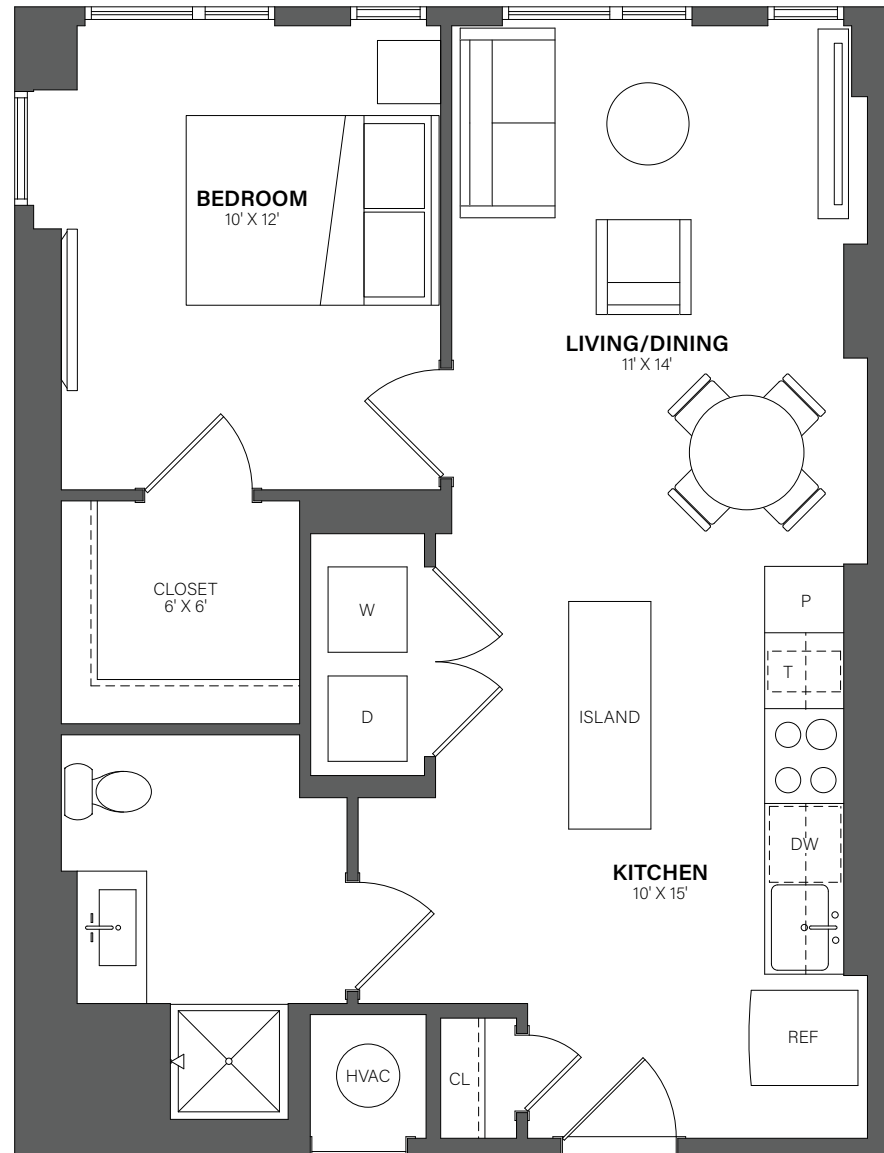 BEDROOM
10' X 12'
LIVING/DINING
11' X 14'
CLOSET
6' X 6'
W
D
P
T
ISLAND
DW
KITCHEN
10' X 15'
REF
HVAC
CL